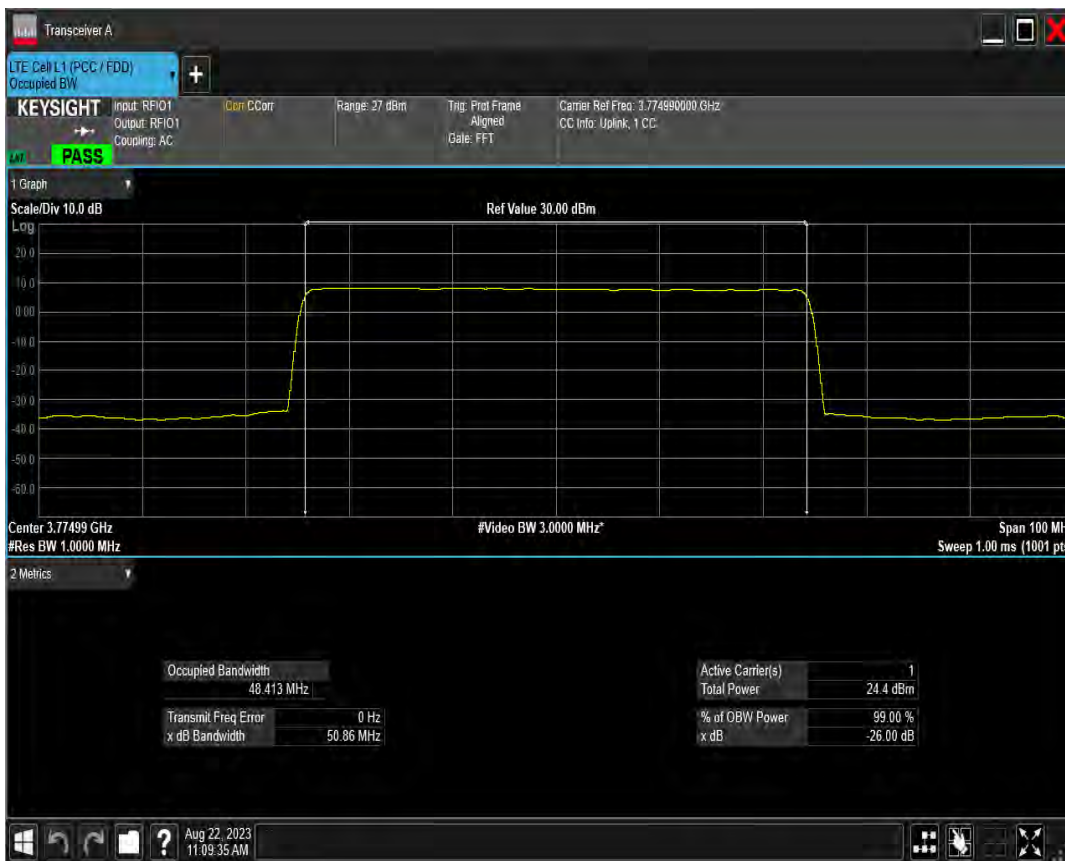 Transceiver A
LTE Cell L1 (PCC / FDD)
Occupied BW
+
KEYSIGHT
PASS
Input: RFIO1
Output: RFIO1
Coupling: AC
Corr CCorr
Range: 27 dBm
Trig: Prot Frame
Aligned
Gate: FFT
Carrier Ref Freq: 3.774990000 GHz
CC Info: Uplink, 1 CC
1 Graph
Scale/Div 10.0 dB
Ref Value 30.00 dBm
Log
20.0
10.0
0.00
-10.0
-20.0
-30.0
-40.0
-50.0
-60.0
Center 3.77499 GHz
#Video BW 3.0000 MHz*
Span 100 MH
#Res BW 1.0000 MHz
Sweep 1.00 ms (1001 pts
2 Metrics
Occupied Bandwidth
48.413 MHz
Transmit Freq Error 0 Hz
x dB Bandwidth 50.86 MHz
Active Carrier(s) 1
Total Power 24.4 dBm
% of OBW Power 99.00 %
x dB -26.00 dB
?
Aug 22, 2023
11:09:35 AM